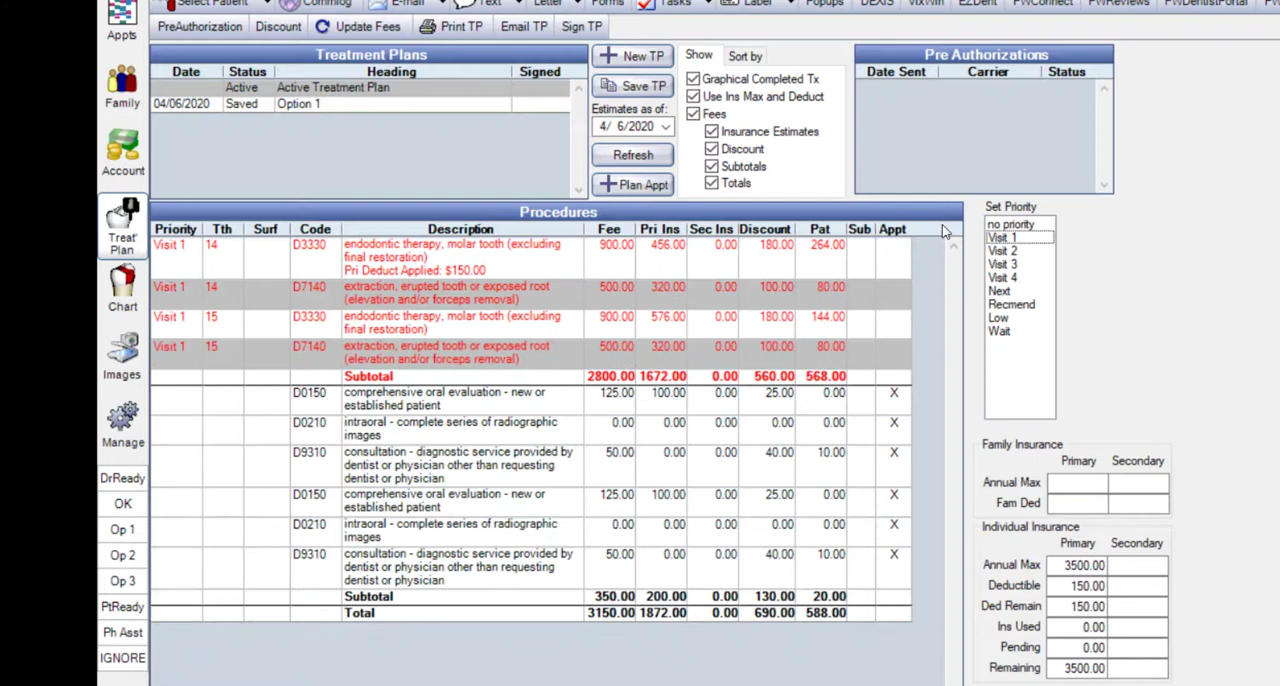 Select Patient Commlog E-mail Text Letter Forms Tasks Label Popups DEXIS VixWin EZDent PWConnect PWReviews PWDentistPortal
Appts
PreAuthorization Discount Update Fees Print TP Email TP Sign TP
Treatment Plans
Date Status Heading Signed
Active Active Treatment Plan
04/06/2020 Saved Option 1
New TP
Save TP
Estimates as of:
4/ 6/2020
Refresh
Plan Appt
Show Sort by
Graphical Completed Tx
Use Ins Max and Deduct
Fees
Insurance Estimates
Discount
Subtotals
Totals
Pre Authorizations
Date Sent Carrier Status
Family
Account
Treat'
Plan
Chart
Images
Manage
DrReady
OK
Op 1
Op 2
Op 3
PtReady
Ph Asst
IGNORE
Procedures
Priority Tth Surf Code Description Fee Pri Ins Sec Ins Discount Pat Sub Appt
Visit 1 14 D3330 endodontic therapy, molar tooth (excluding 900.00 456.00 0.00 180.00 264.00
final restoration)
Pri Deduct Applied: $150.00
Visit 1 14 D7140 extraction, erupted tooth or exposed root 500.00 320.00 0.00 100.00 80.00
(elevation and/or forceps removal)
Visit 1 15 D3330 endodontic therapy, molar tooth (excluding 900.00 576.00 0.00 180.00 144.00
final restoration)
Visit 1 15 D7140 extraction, erupted tooth or exposed root 500.00 320.00 0.00 100.00 80.00
(elevation and/or forceps removal)
Subtotal 2800.00 1672.00 0.00 560.00 568.00
D0150 comprehensive oral evaluation - new or 125.00 100.00 0.00 25.00 0.00 X
established patient
D0210 intraoral - complete series of radiographic 0.00 0.00 0.00 0.00 0.00 X
images
D9310 consultation - diagnostic service provided by 50.00 0.00 0.00 40.00 10.00 X
dentist or physician other than requesting
dentist or physician
D0150 comprehensive oral evaluation - new or 125.00 100.00 0.00 25.00 0.00 X
established patient
D0210 intraoral - complete series of radiographic 0.00 0.00 0.00 0.00 0.00 X
images
D9310 consultation - diagnostic service provided by 50.00 0.00 0.00 40.00 10.00 X
dentist or physician other than requesting
dentist or physician
Subtotal 350.00 200.00 0.00 130.00 20.00
Total 3150.00 1872.00 0.00 690.00 588.00
Set Priority
no priority
Visit 1
Visit 2
Visit 3
Visit 4
Next
Recmend
Low
Wait
Family Insurance
Primary Secondary
Annual Max
Fam Ded
Individual Insurance
Primary Secondary
Annual Max 3500.00
Deductible 150.00
Ded Remain 150.00
Ins Used 0.00
Pending 0.00
Remaining 3500.00